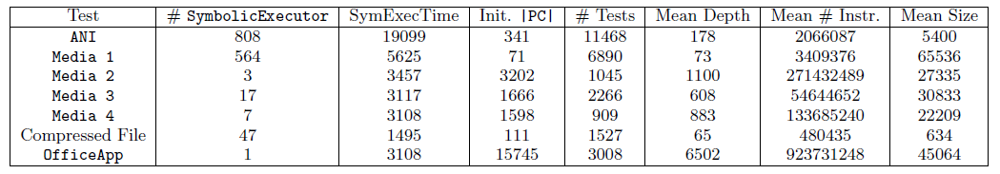 Test # SymbolicExecutor SymExecTime Init. |PC| # Tests Mean Depth Mean # Instr. Mean Size
ANI 808 19099 341 11468 178 2066087 5400
Media 1 564 5625 71 6890 73 3409376 65536
Media 2 3 3457 3202 1045 1100 271432489 27335
Media 3 17 3117 1666 2266 608 54644652 30833
Media 4 7 3108 1598 909 883 133685240 22209
Compressed File 47 1495 111 1527 65 480435 634
OfficeApp 1 3108 15745 3008 6502 923731248 45064